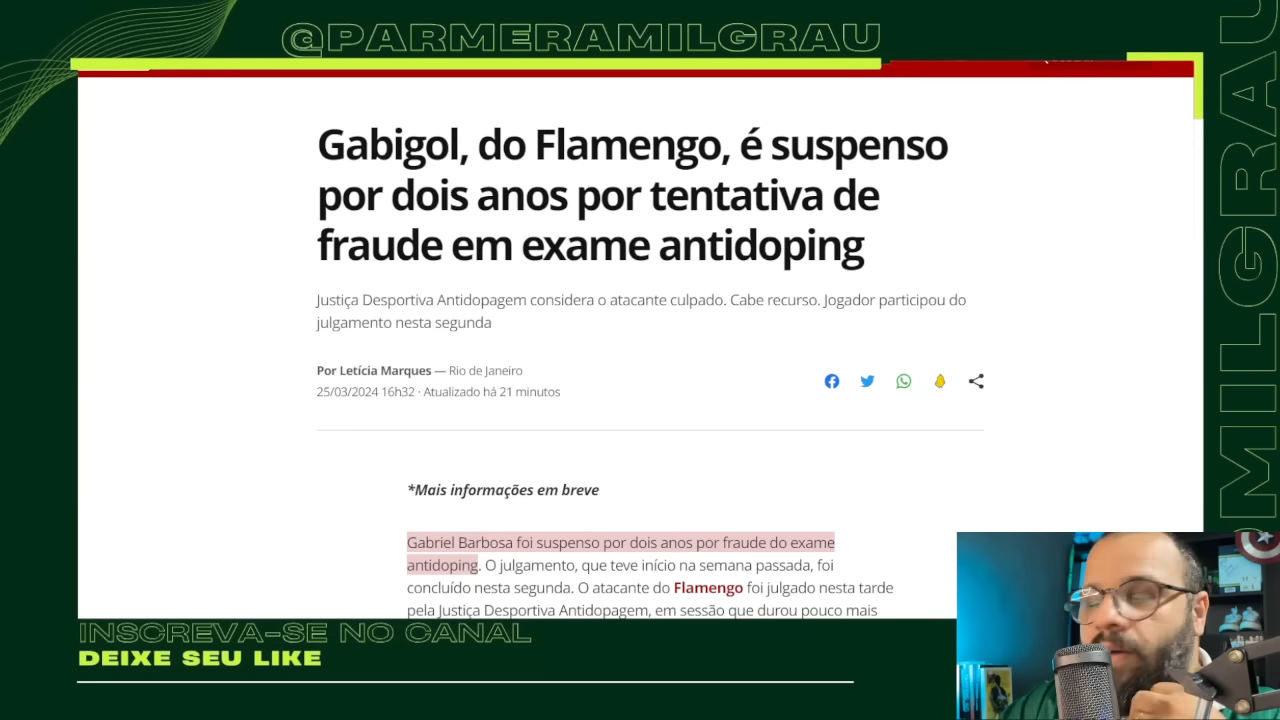 @PARMERAMILGRAU
Gabigol, do Flamengo, é suspenso
por dois anos por tentativa de
fraude em exame antidoping
Justiça Desportiva Antidopagem considera o atacante culpado. Cabe recurso. Jogador participou do
julgamento nesta segunda
Por Letícia Marques — Rio de Janeiro
25/03/2024 16h32 · Atualizado há 21 minutos
*Mais informações em breve
Gabriel Barbosa foi suspenso por dois anos por fraude do exame
antidoping. O julgamento, que teve início na semana passada, foi
concluído nesta segunda. O atacante do Flamengo foi julgado nesta tarde
pela Justiça Desportiva Antidopagem, em sessão que durou pouco mais
INSCREVA-SE NO CANAL
DEIXE SEU LIKE
MILGRAU